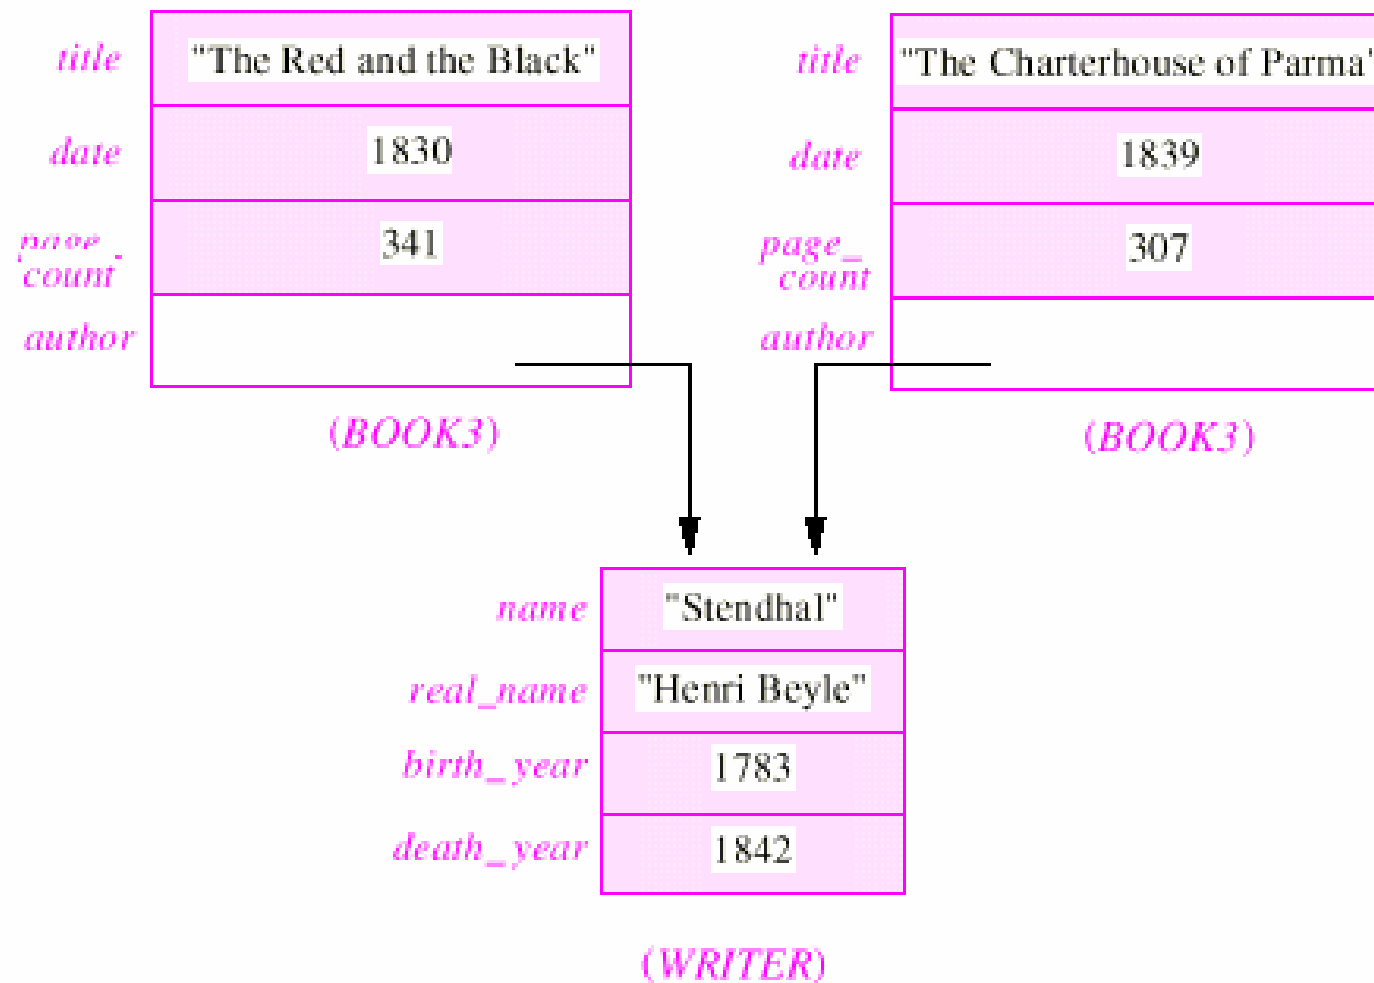 title "The Red and the Black"
date 1830
page_
count 341
author
(BOOK3)
title "The Charterhouse of Parma"
date 1839
page_
count 307
author
(BOOK3)
name "Stendhal"
real_name "Henri Beyle"
birth_year 1783
death_year 1842
(WRITER)